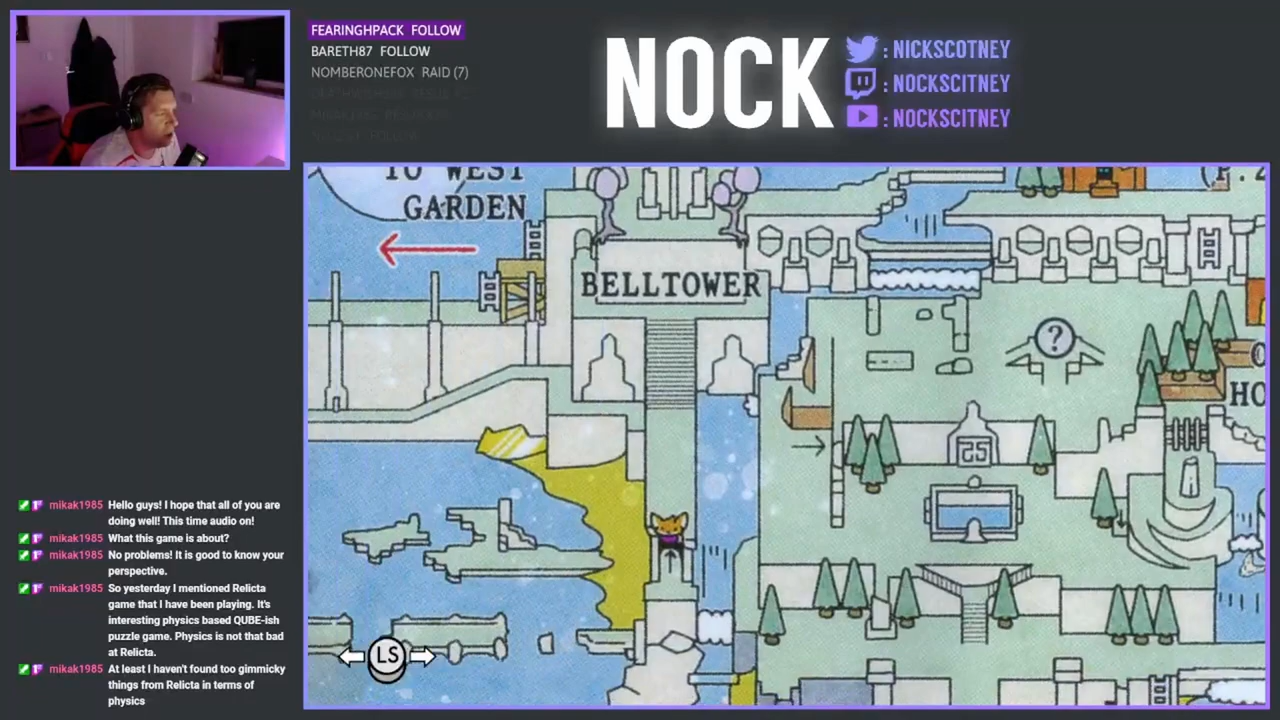 FEARINGHPACK FOLLOW
BARETH87 FOLLOW
NOMBERONEFOX RAID (7)
NOCK
: NICKSCOTNEY
: NOCKSCITNEY
: NOCKSCITNEY
TO WEST
GARDEN
BELLTOWER
?
25
HO
LS
mikak1985 Hello guys! I hope that all of you are
doing well! This time audio on!
mikak1985 What this game is about?
mikak1985 No problems! It is good to know your
perspective.
mikak1985 So yesterday I mentioned Relicta
game that I have been playing. It's
interesting physics based QUBE-ish
puzzle game. Physics is not that bad
at Relicta.
mikak1985 At least I haven't found too gimmicky
things from Relicta in terms of
physics